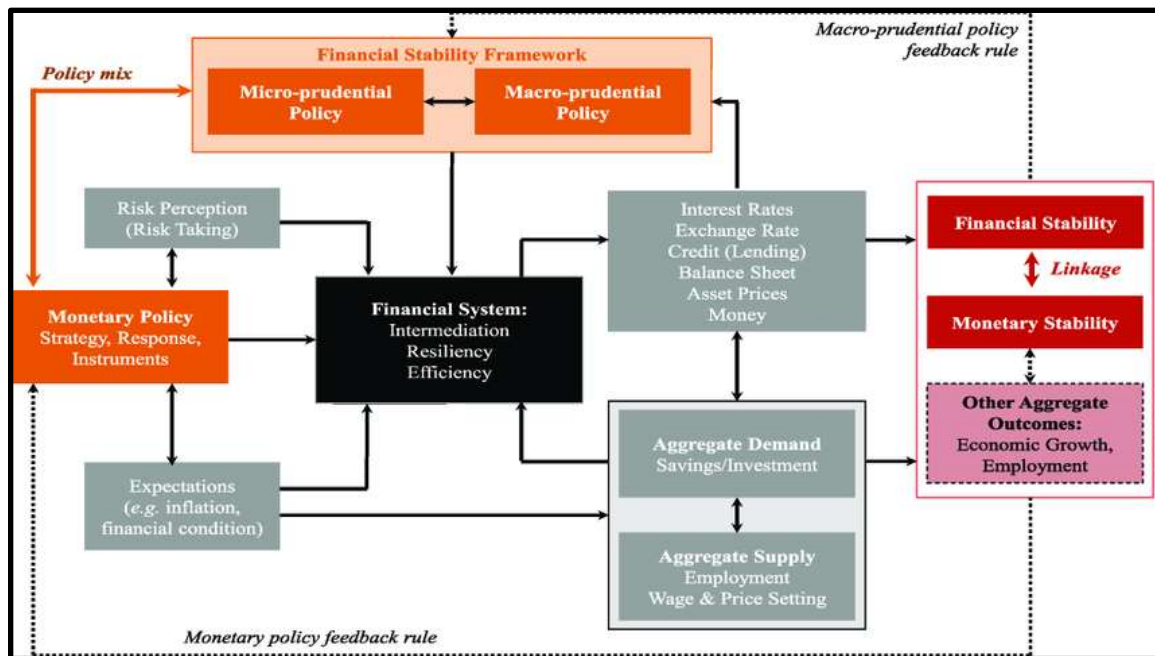 Macro-prudential policy
feedback rule
Financial Stability Framework
Policy mix
Micro-prudential
Policy
Macro-prudential
Policy
Risk Perception
(Risk Taking)
Interest Rates
Exchange Rate
Credit (Lending)
Balance Sheet
Asset Prices
Money
Financial Stability
Linkage
Monetary Stability
Monetary Policy
Strategy, Response,
Instruments
Financial System:
Intermediation
Resiliency
Efficiency
Other Aggregate
Outcomes:
Economic Growth,
Employment
Aggregate Demand
Savings/Investment
Expectations
(e.g. inflation,
financial condition)
Aggregate Supply
Employment
Wage & Price Setting
Monetary policy feedback rule